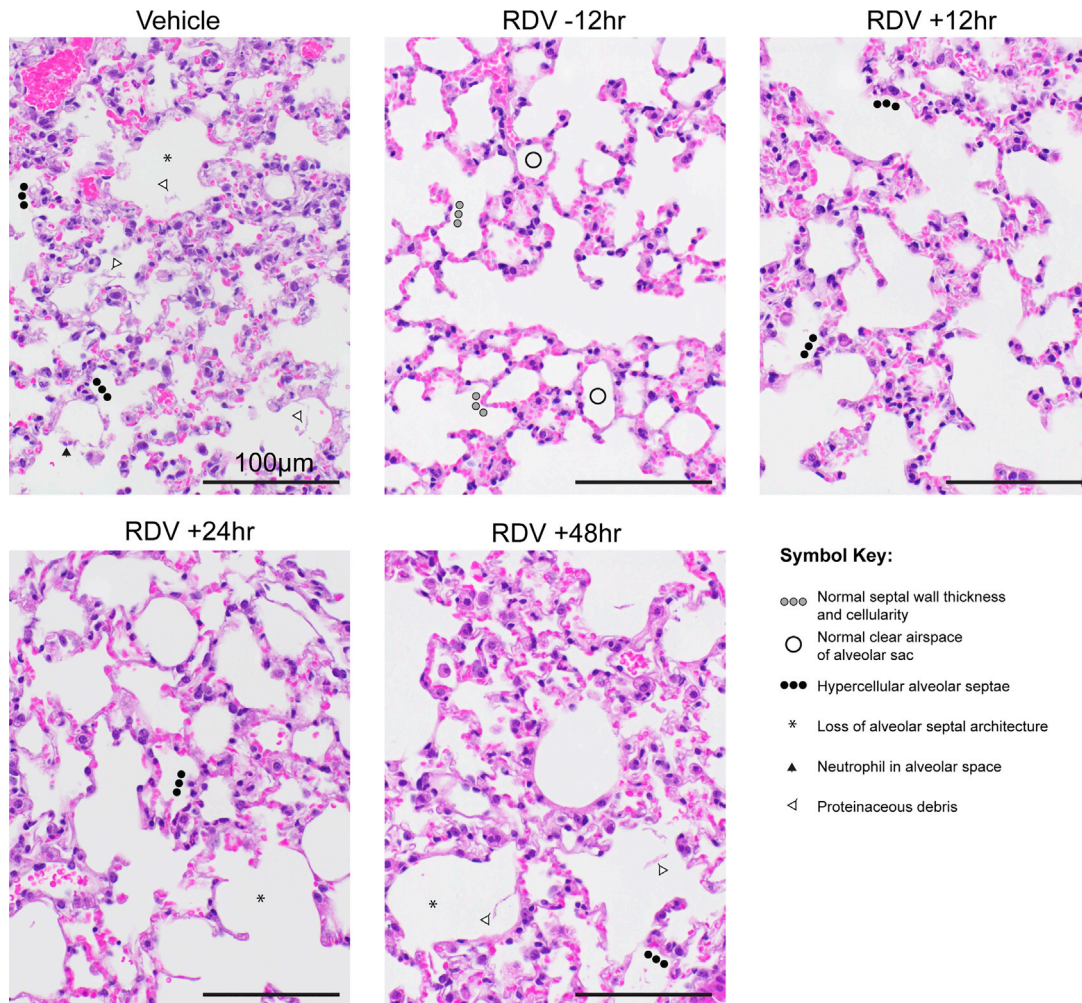 Vehicle
RDV -12hr
RDV +12hr
100µm
RDV +24hr
RDV +48hr
Symbol Key:
Normal septal wall thickness
and cellularity
Normal clear airspace
of alveolar sac
Hypercellular alveolar septae
* Loss of alveolar septal architecture
Neutrophil in alveolar space
Proteinaceous debris